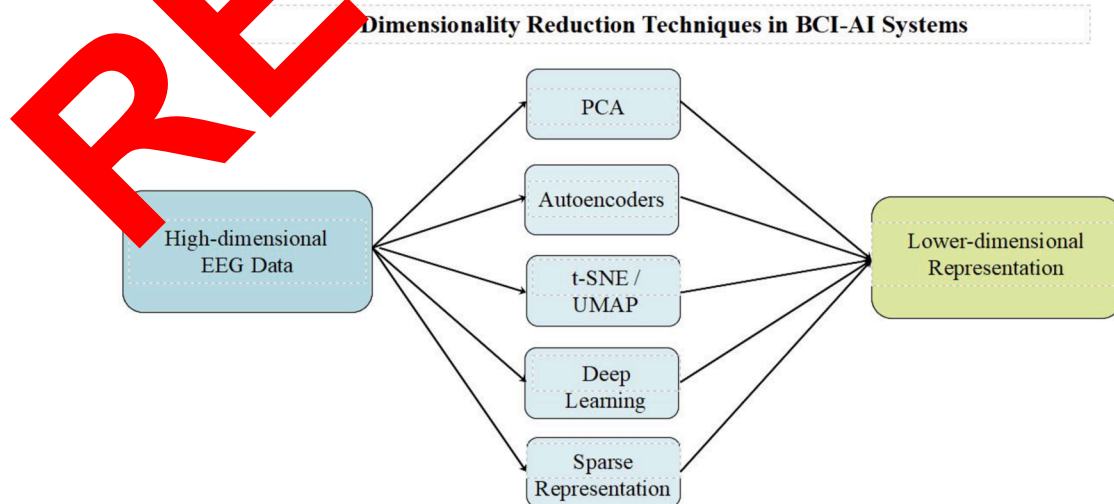 Dimensionality Reduction Techniques in BCI-AI Systems
PCA
Autoencoders
High-dimensional
EEG Data
t-SNE /
UMAP
Lower-dimensional
Representation
Deep
Learning
Sparse
Representation
RE